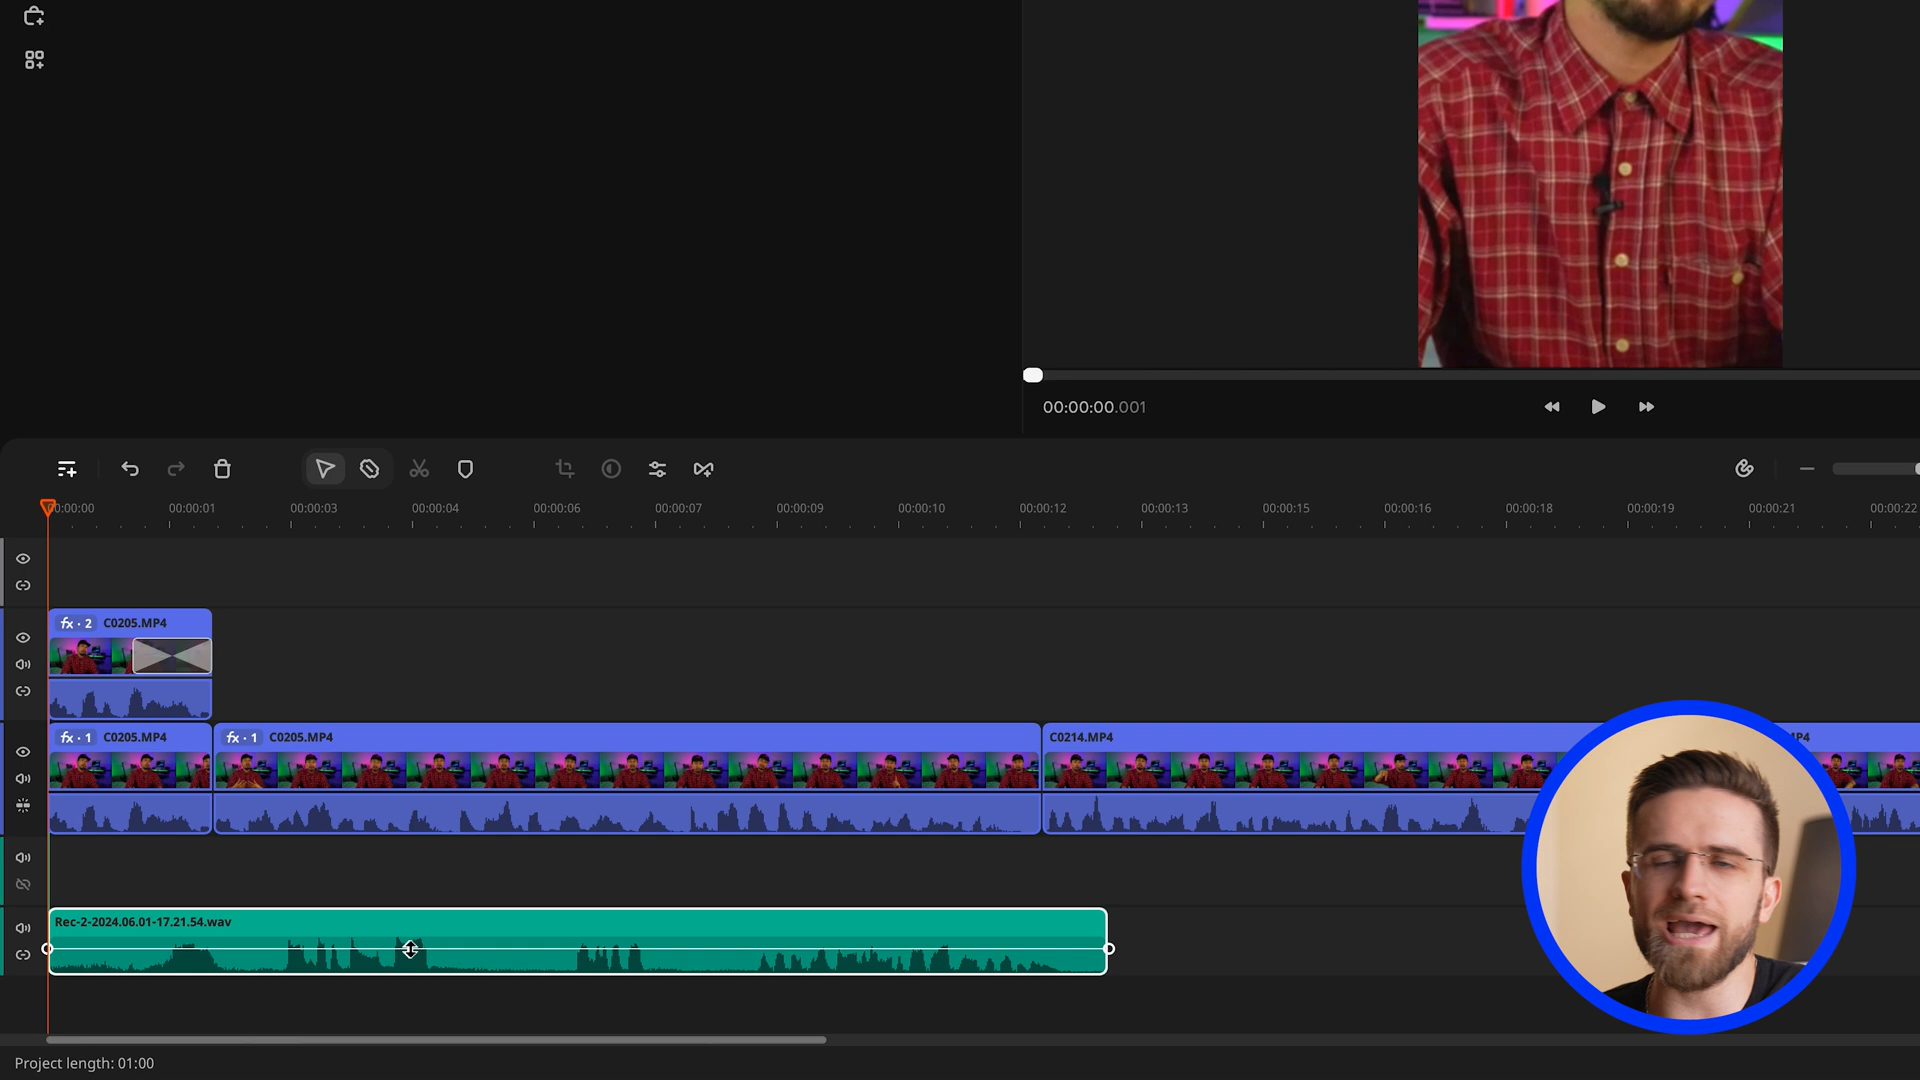 00:00:00.001
00:00:00 00:00:01 00:00:03 00:00:04 00:00:06 00:00:07 00:00:09 00:00:10 00:00:12 00:00:13 00:00:15 00:00:16 00:00:18 00:00:19 00:00:21 00:00:22
fx · 2 C0205.MP4
fx · 1 C0205.MP4 fx · 1 C0205.MP4 C0214.MP4
Rec-2-2024.06.01-17.21.54.wav
Project length: 01:00